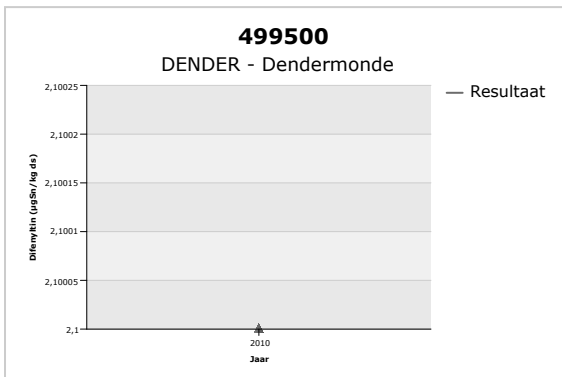 499500
DENDER - Dendermonde
Resultaat
Difenyltin (µgSn/kg ds)
2,10025
2,1002
2,10015
2,1001
2,10005
2,1
2010
Jaar